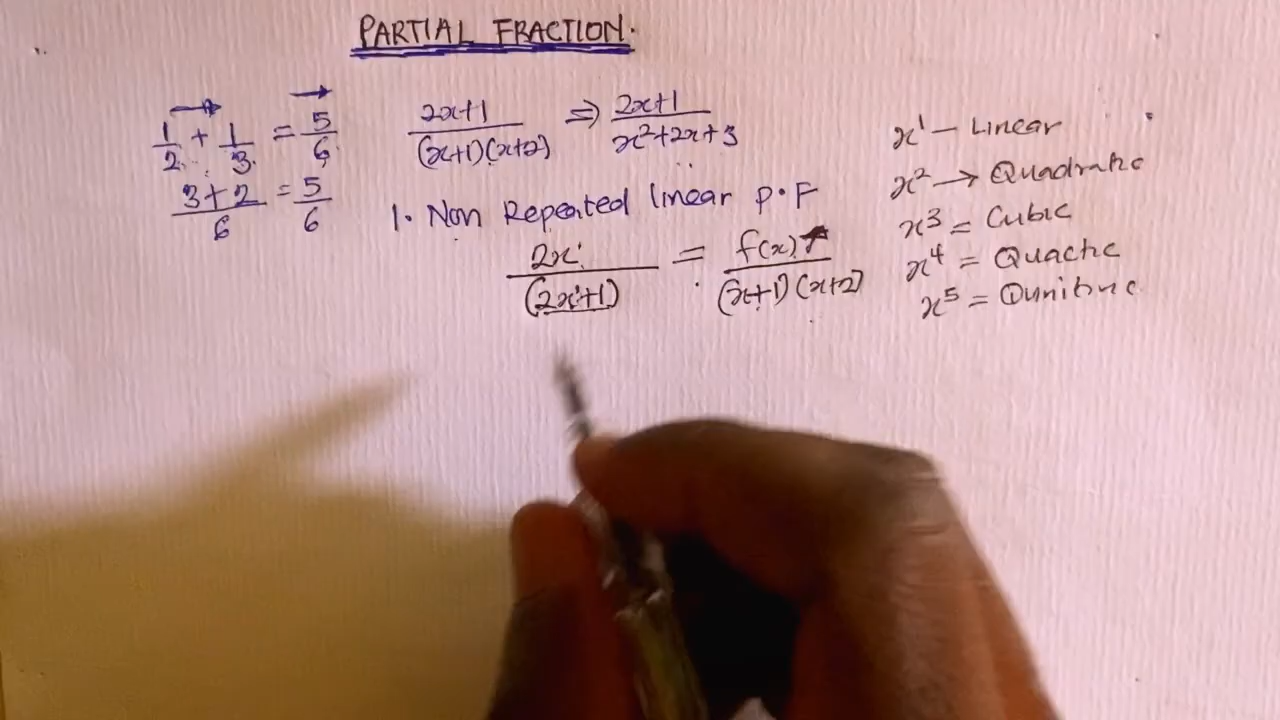 PARTIAL FRACTION.
1/2 + 1/3 = 5/6
3+2/6 = 5/6
2x+1/(x+1)(x+2) => 2x+1/x²+2x+3
1. Non Repeated linear P.F
2x/(2x+1) = f(x)/(x+1)(x+2)
x¹ – Linear
x² → Quadratic
x³ = Cubic
x⁴ = Quactic
x⁵ =